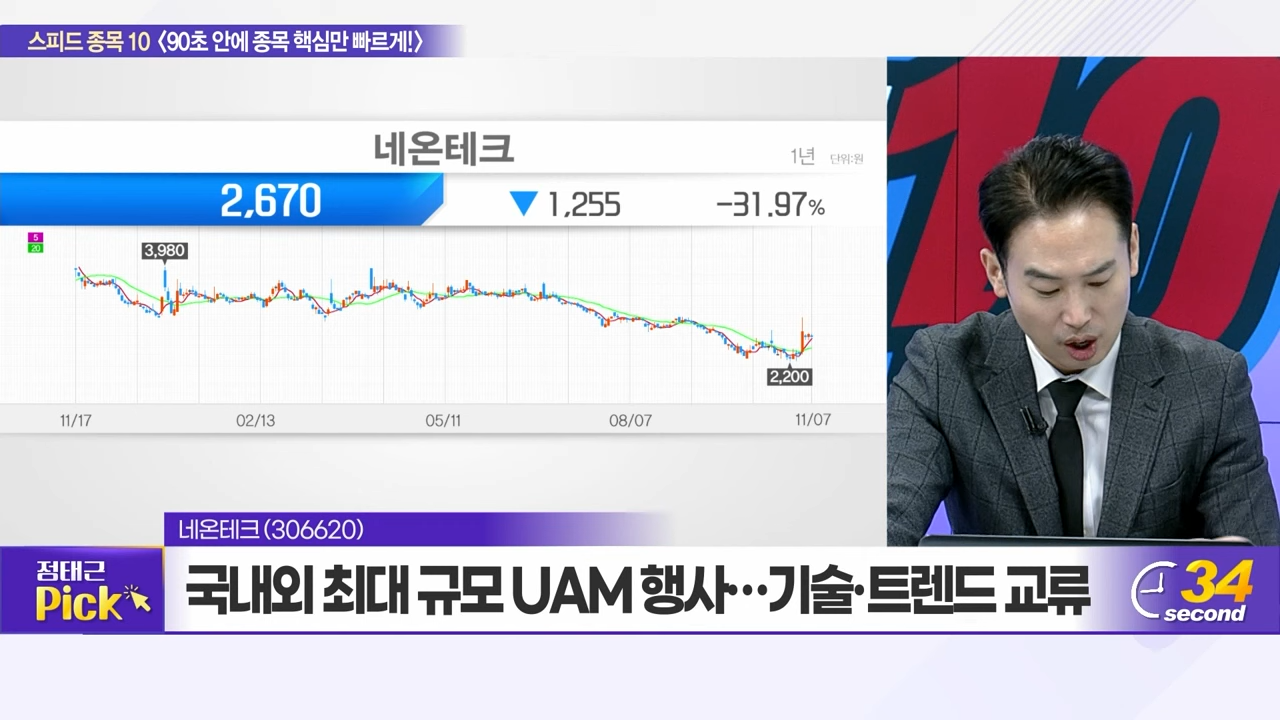 스피드 종목 10 〈90초 안에 종목 핵심만 빠르게!〉
네온테크
1년 단위:원
2,670 ▼ 1,255 -31.97%
5
20
3,980
2,200
11/17 02/13 05/11 08/07 11/07
10
네온테크(306620)
정태근
Pick
국내외 최대 규모 UAM 행사…기술·트렌드 교류
34
second